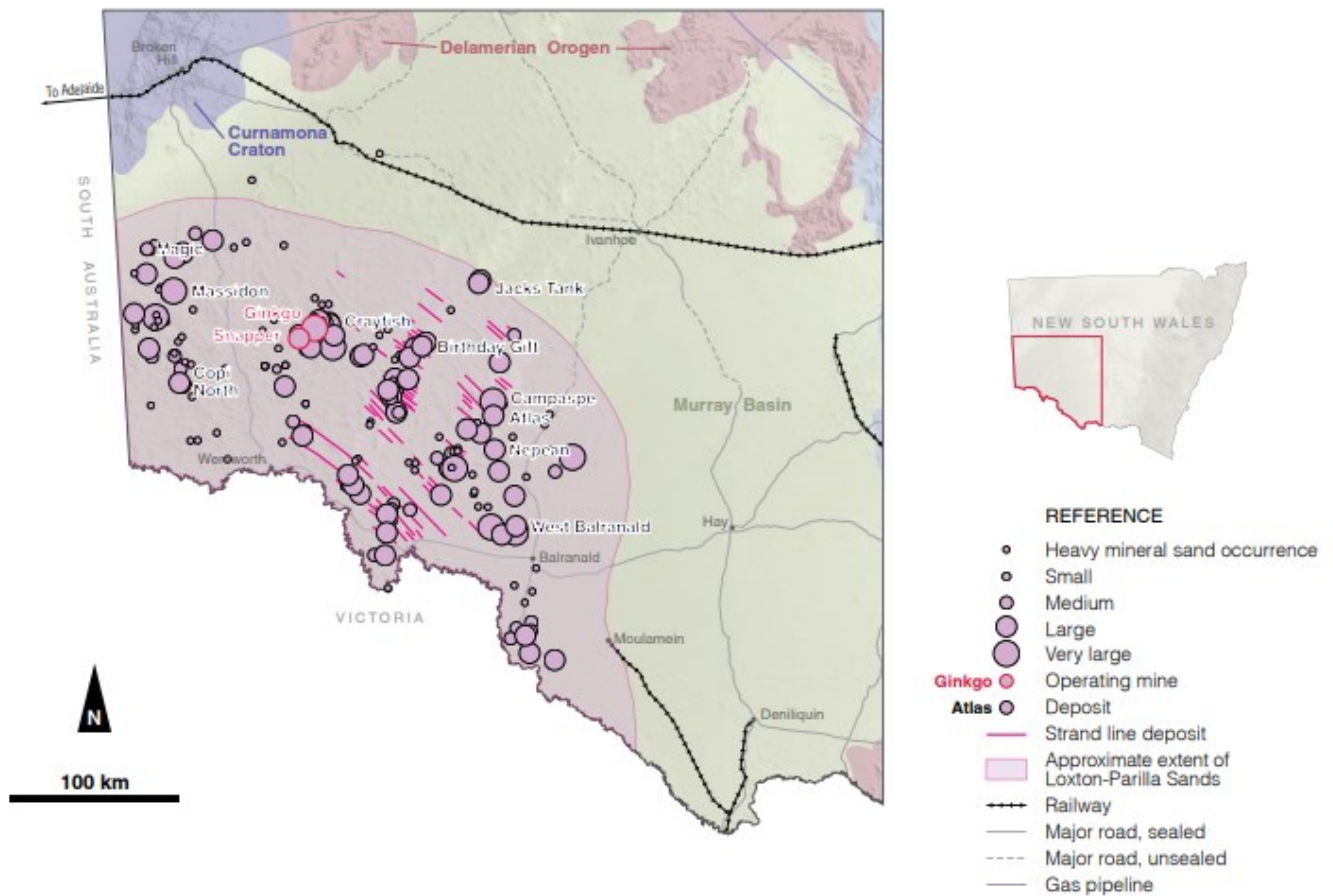 Broken
Hill
Delamerian Orogen
To Adelaide
Curnamona
Craton
SOUTH AUSTRALIA
Ivanhoe
Magic
Massidon
Jacks Tank
Ginkgo
Crayfish
Snapper
Birthday Gift
Copi
North
Campaspe
Atlas
Murray Basin
Nepean
Wentworth
West Balranald
Hay
Balranald
VICTORIA
Moulamein
Deniliquin
N
100 km
NEW SOUTH WALES
REFERENCE
Heavy mineral sand occurrence
Small
Medium
Large
Very large
Ginkgo Operating mine
Atlas Deposit
Strand line deposit
Approximate extent of
Loxton-Parilla Sands
Railway
Major road, sealed
Major road, unsealed
Gas pipeline